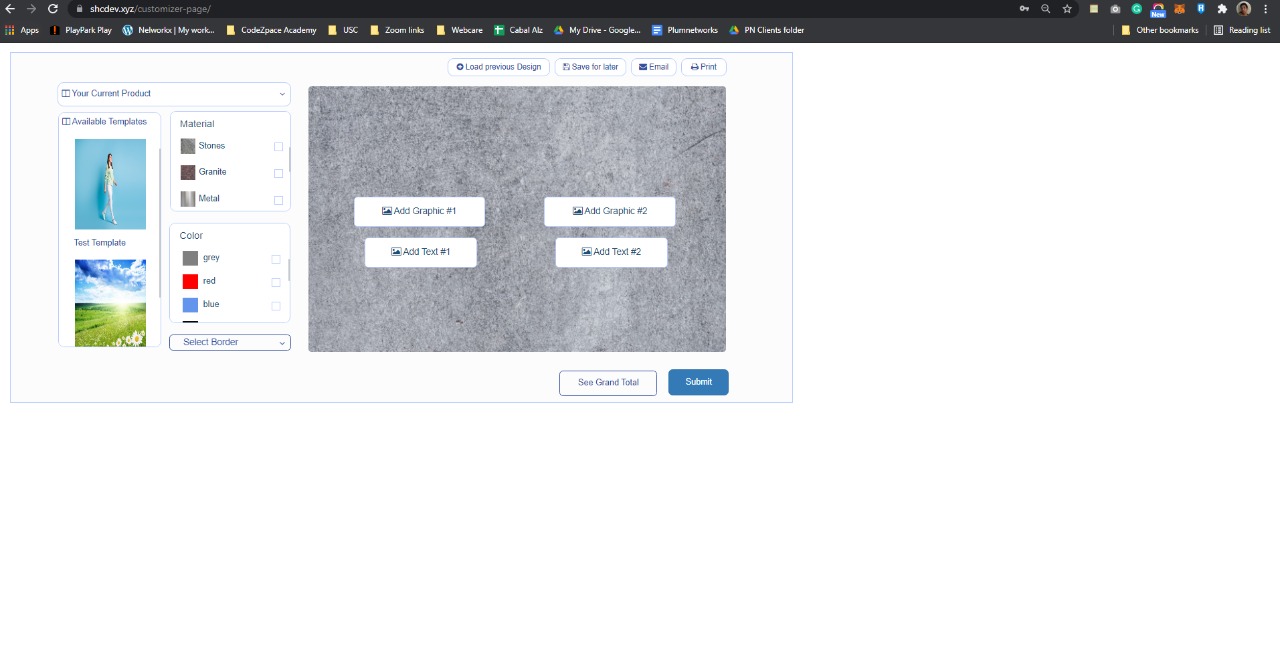 shcdev.xyz/customizer-page/
New
Apps
PlayPark Play
Nelworkx | My work...
CodeZpace Academy
USC
Zoom links
Webcare
Cabal Alz
My Drive - Google...
Plumnetworks
PN Clients folder
Other bookmarks
Reading list
Load previous Design
Save for later
Email
Print
Your Current Product
Available Templates
Test Template
Material
Stones
Granite
Metal
Color
grey
red
blue
Select Border
Add Graphic #1
Add Graphic #2
Add Text #1
Add Text #2
See Grand Total
Submit